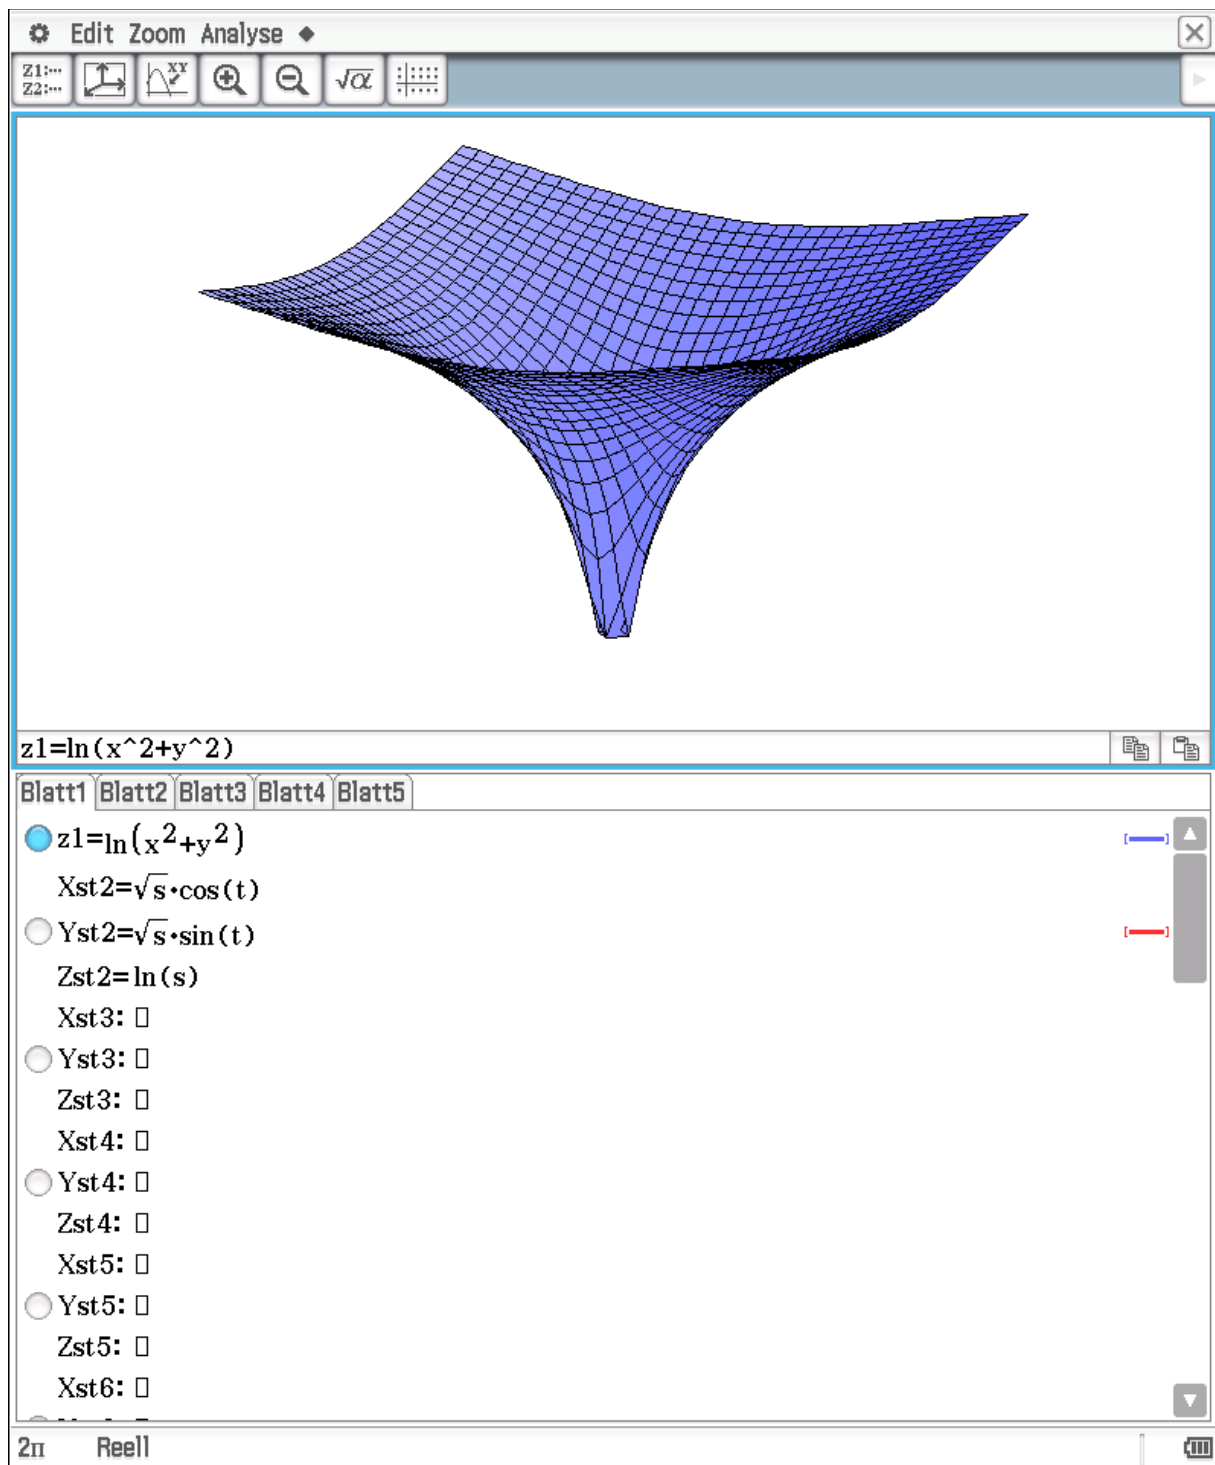 Edit Zoom Analyse ◆
Z1:… XY √α
Z2:…
z1=ln(x^2+y^2)
Blatt1 Blatt2 Blatt3 Blatt4 Blatt5
z1=ln(x²+y²)
Xst2=√s·cos(t)
Yst2=√s·sin(t)
Zst2=ln(s)
Xst3:□
Yst3:□
Zst3:□
Xst4:□
Yst4:□
Zst4:□
Xst5:□
Yst5:□
Zst5:□
Xst6:□
2π Reell